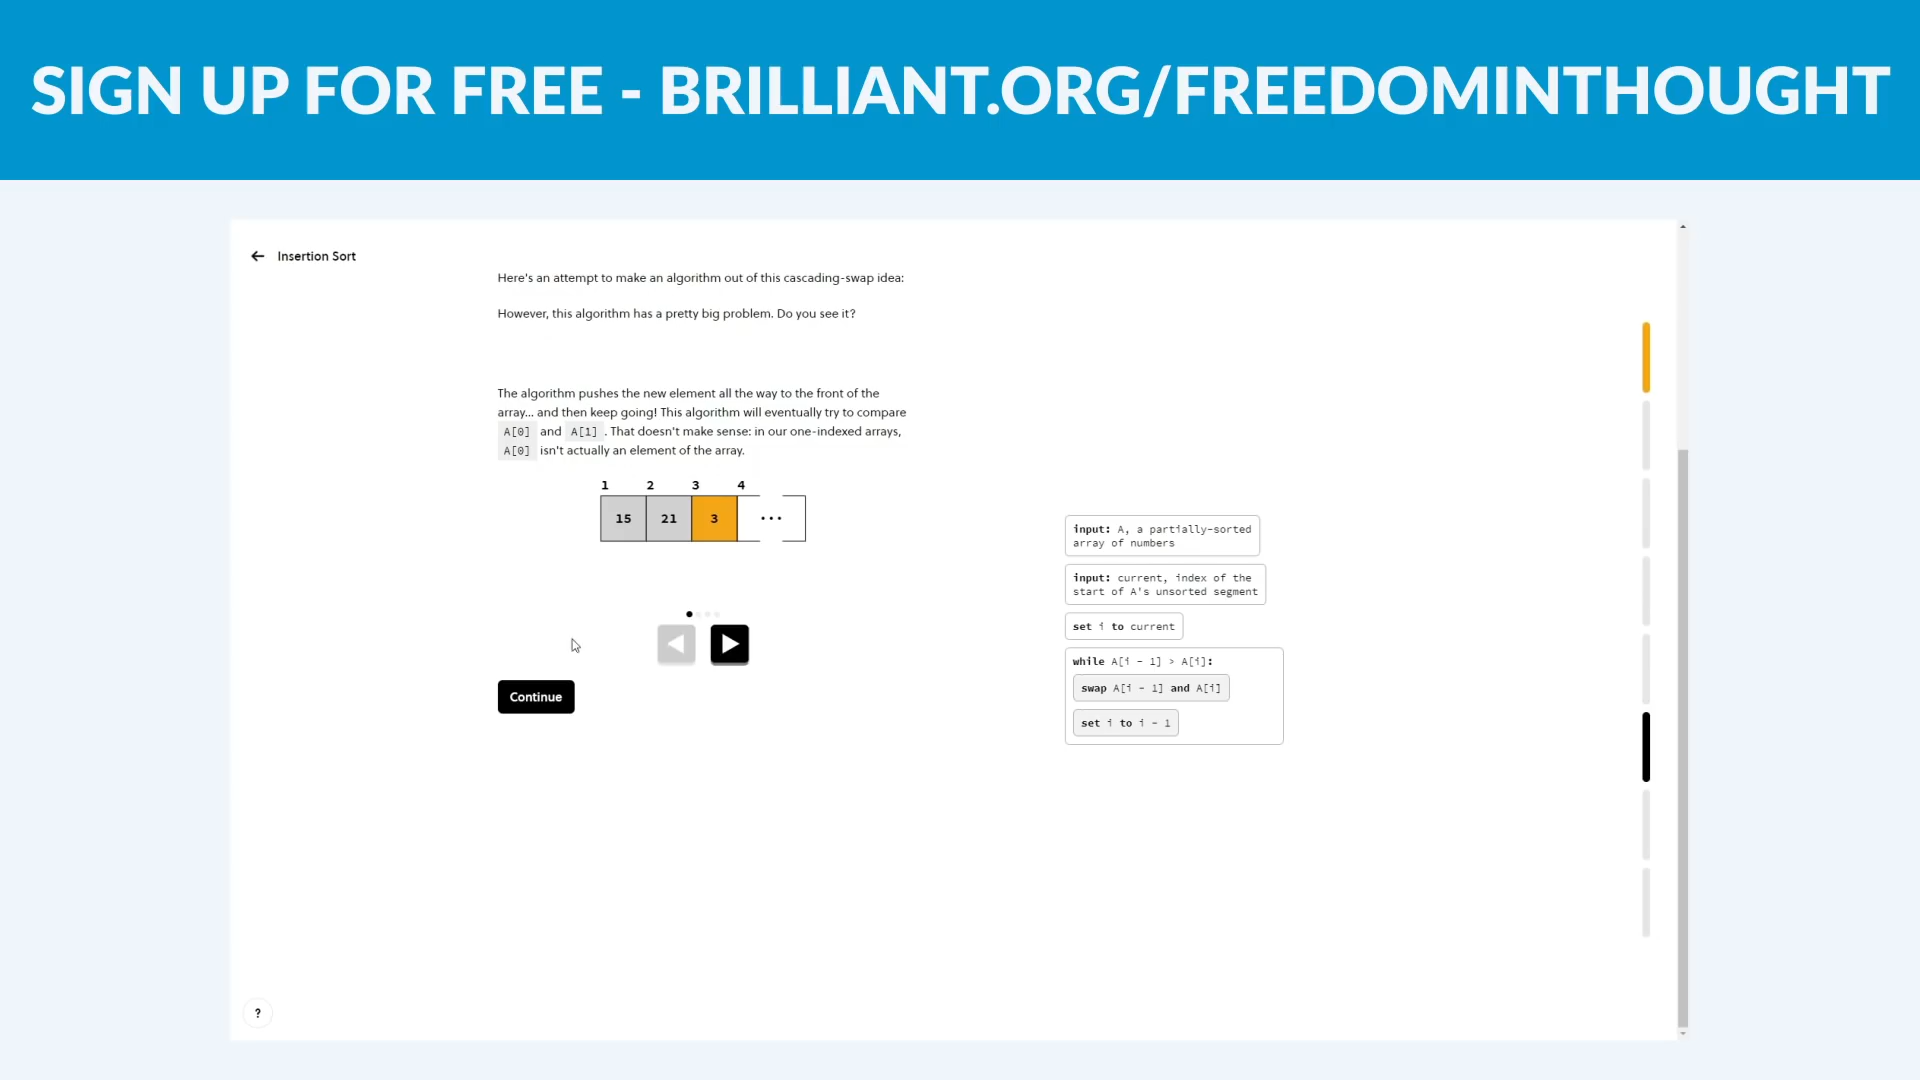 SIGN UP FOR FREE - BRILLIANT.ORG/FREEDOMINTHOUGHT
Insertion Sort
Here's an attempt to make an algorithm out of this cascading-swap idea:
However, this algorithm has a pretty big problem. Do you see it?
The algorithm pushes the new element all the way to the front of the
array... and then keep going! This algorithm will eventually try to compare
A[0] and A[1]. That doesn't make sense: in our one-indexed arrays,
A[0] isn't actually an element of the array.
1 2 3 4
15 21 3 ...
Continue
input: A, a partially-sorted
array of numbers
input: current, index of the
start of A's unsorted segment
set i to current
while A[i - 1] > A[i]:
swap A[i - 1] and A[i]
set i to i - 1
?